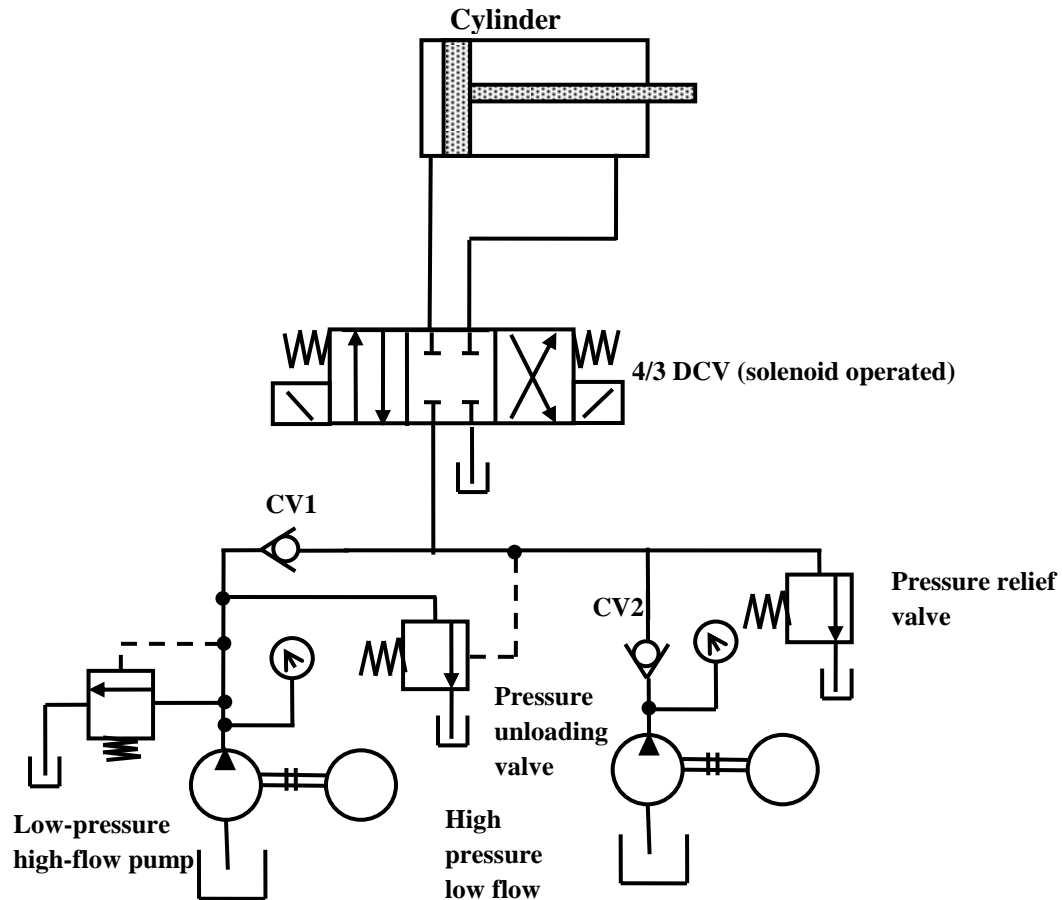 Cylinder
4/3 DCV (solenoid operated)
CV1
Pressure relief
valve
CV2
Pressure
unloading
valve
Low-pressure
high-flow pump
High
pressure
low flow